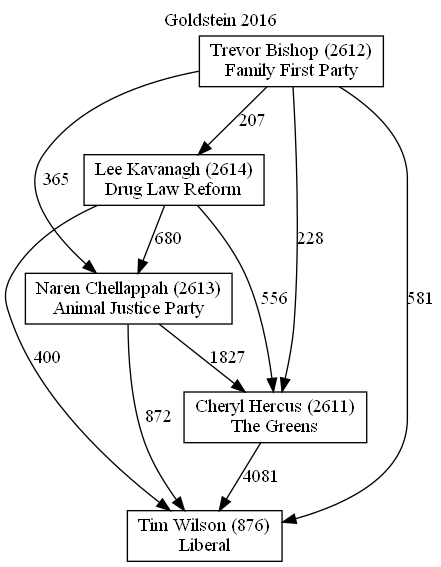 Goldstein 2016
Trevor Bishop (2612)
Family First Party
207
Lee Kavanagh (2614)
Drug Law Reform
365
680
228
556
581
Naren Chellappah (2613)
Animal Justice Party
400
1827
872
Cheryl Hercus (2611)
The Greens
4081
Tim Wilson (876)
Liberal